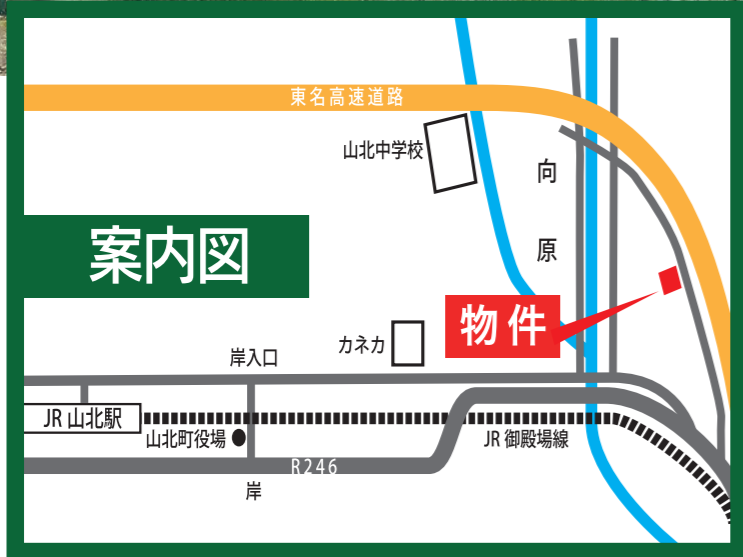 東名高速道路
山北中学校
向原
案内図
物件
カネカ
岸入口
JR 山北駅
山北町役場
JR 御殿場線
R246
岸